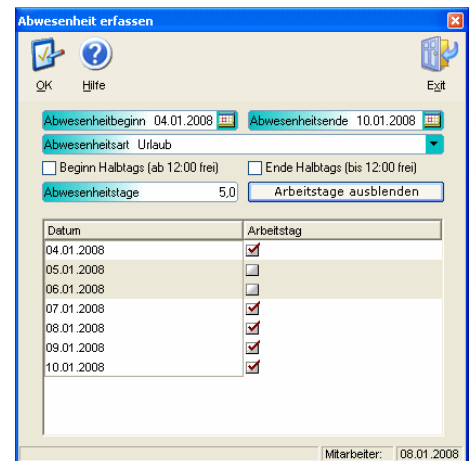 Abwesenheit erfassen
OK Hilfe Exit
Abwesenheitbeginn 04.01.2008 Abwesenheitsende 10.01.2008
Abwesenheitsart Urlaub
Beginn Halbtags (ab 12:00 frei) Ende Halbtags (bis 12:00 frei)
Abwesenheitstage 5,0 Arbeitstage ausblenden
Datum Arbeitstag
04.01.2008
05.01.2008
06.01.2008
07.01.2008
08.01.2008
09.01.2008
10.01.2008
Mitarbeiter: 08.01.2008